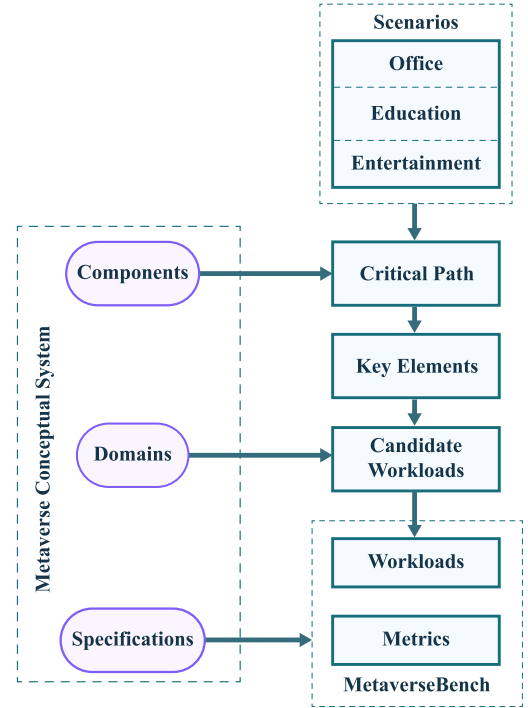 Scenarios
Office
Education
Entertainment
Components
Critical Path
Key Elements
Metaverse Conceptual System
Domains
Candidate
Workloads
Workloads
Specifications
Metrics
MetaverseBench